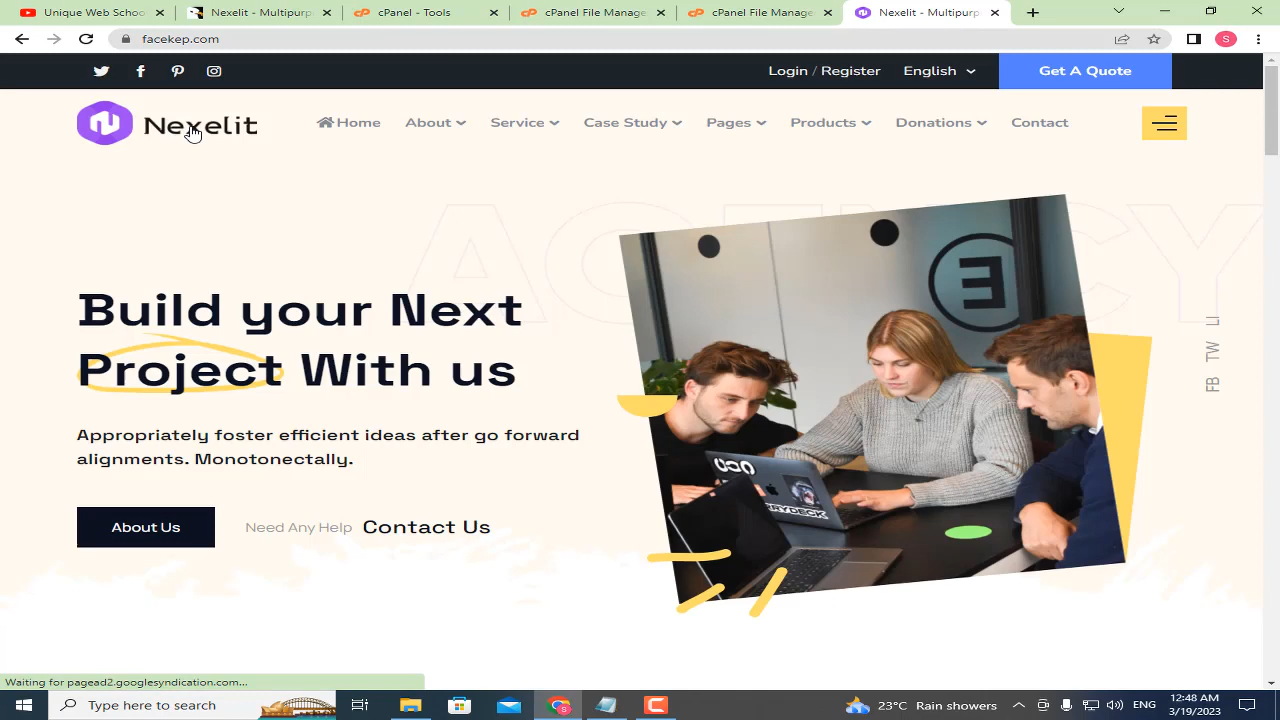 Unique Web Schoo
Nexelit - Multipurp
cPanel - Tools
cPanel File Manage
cPanel File Manage
Nexelit - Multipurp
facekep.com
S
Login / Register
English
Get A Quote
Nexelit
Home
About
Service
Case Study
Pages
Products
Donations
Contact
AGENCY
Build your Next
Project With us
FB TW LI
Appropriately foster efficient ideas after go forward
alignments. Monotonectally.
About Us
Need Any Help
Contact Us
Waiting for pagead2.googlesyndication.com...
Type here to search
23°C Rain showers
ENG
12:48 AM
3/19/2023